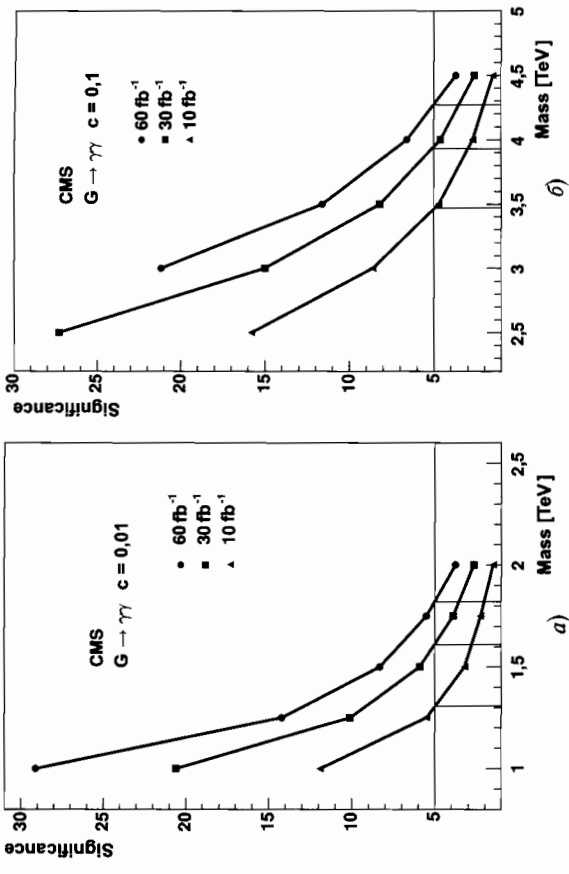 Significance
30
25
20
15
10
5
CMS
G → γγ c = 0,01
60 fb⁻¹
30 fb⁻¹
10 fb⁻¹
1
1,5
2
2,5
Mass [TeV]
а)
Significance
30
25
20
15
10
5
CMS
G → γγ c = 0,1
60 fb⁻¹
30 fb⁻¹
10 fb⁻¹
2,5
3
3,5
4
4,5
5
Mass [TeV]
б)